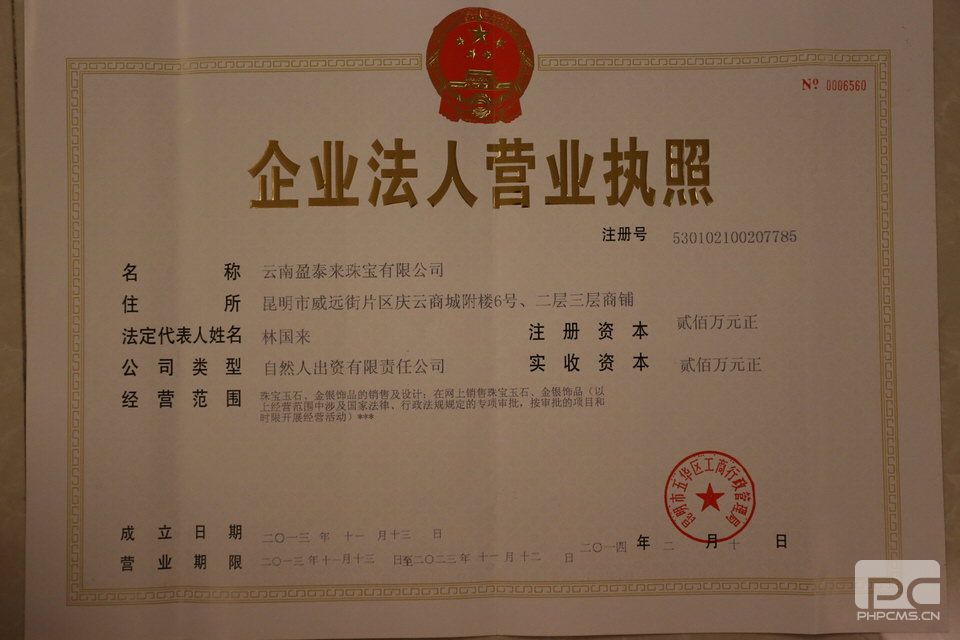 № 0006560
企业法人营业执照
注册号 530102100207785
名称 云南盈泰来珠宝有限公司
住所 昆明市威远街片区庆云商城附楼6号、二层三层商铺
法定代表人姓名 林国来
注册资本 贰佰万元正
公司类型 自然人出资有限责任公司
实收资本 贰佰万元正
经营范围 珠宝玉石、金银饰品的销售及设计；在网上销售珠宝玉石、金银饰品（以
上经营范围中涉及国家法律、行政法规规定的专项审批，按审批的项目和
时限开展经营活动）***
昆明市五华区工商行政管理局
成立日期 二〇一三年十一月十三日
营业期限 二〇一三年十一月十三日至二〇二三年十一月十二日
二〇一四年二月十日
PC
PHPCMS.CN